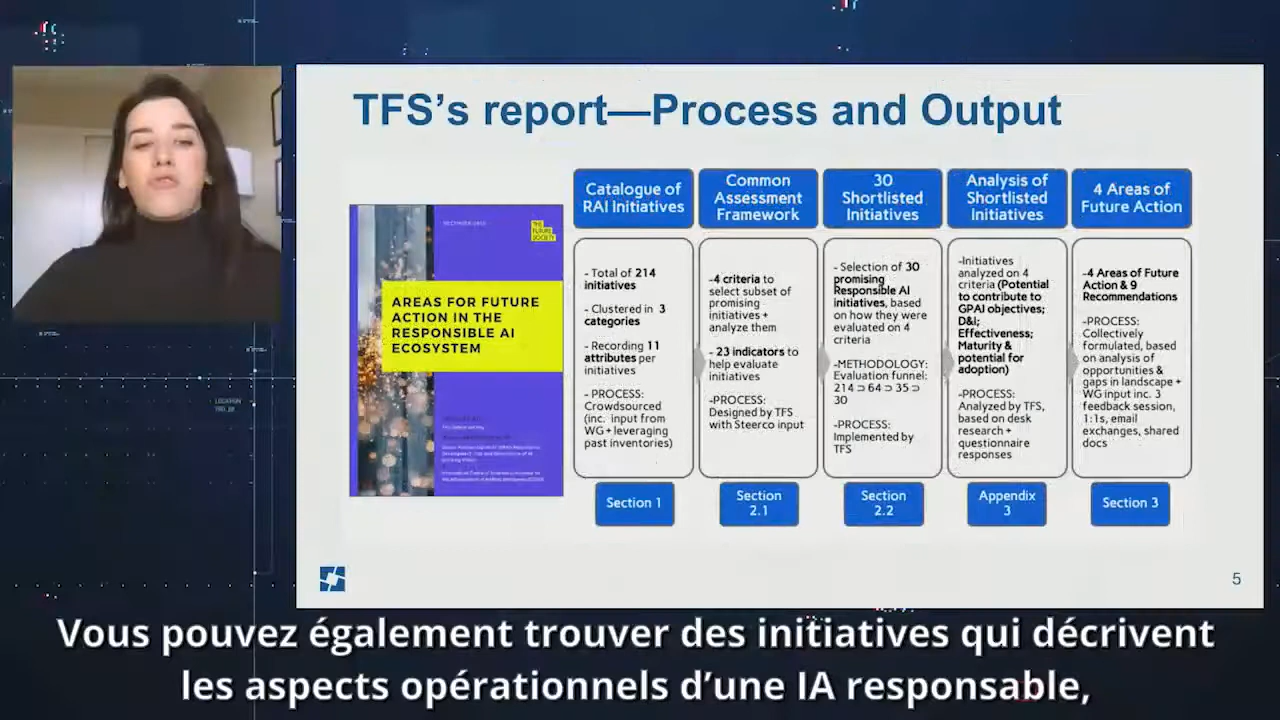 TFS’s report—Process and Output
THE
FUTURE
SOCIETY
AREAS FOR FUTURE
ACTION IN THE
RESPONSIBLE AI
ECOSYSTEM
Catalogue of
RAI Initiatives
- Total of 214
initiatives
- Clustered in 3
categories
- Recording 11
attributes per
initiatives
- PROCESS:
Crowdsourced
(inc. input from
WG + leveraging
past inventories)
Section 1
Common
Assessment
Framework
-4 criteria to
select subset of
promising
initiatives +
analyze them
- 23 indicators to
help evaluate
initiatives
-PROCESS:
Designed by TFS
with Steerco input
Section
2.1
30
Shortlisted
Initiatives
- Selection of 30
promising
Responsible AI
initiatives, based
on how they were
evaluated on 4
criteria
-METHODOLOGY:
Evaluation funnel:
214 ⊃ 64 ⊃ 35 ⊃
30
-PROCESS:
Implemented by
TFS
Section
2.2
Analysis of
Shortlisted
Initiatives
-Initiatives
analyzed on 4
criteria (Potential
to contribute to
GPAI objectives;
D&I;
Effectiveness;
Maturity &
potential for
adoption)
-PROCESS:
Analyzed by TFS,
based on desk
research +
questionnaire
responses
Appendix
3
4 Areas of
Future Action
-4 Areas of Future
Action & 9
Recommendations
-PROCESS:
Collectively
formulated, based
on analysis of
opportunities &
gaps in landscape +
WG input inc. 3
feedback session,
1:1s, email
exchanges, shared
docs
Section 3
5
Vous pouvez également trouver des initiatives qui décrivent
les aspects opérationnels d’une IA responsable,